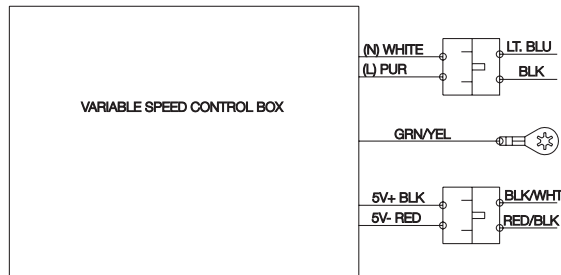 (N) WHITE
LT. BLU
(L) PUR
BLK
VARIABLE SPEED CONTROL BOX
GRN/YEL
5V+ BLK
BLK/WHT
5V- RED
RED/BLK